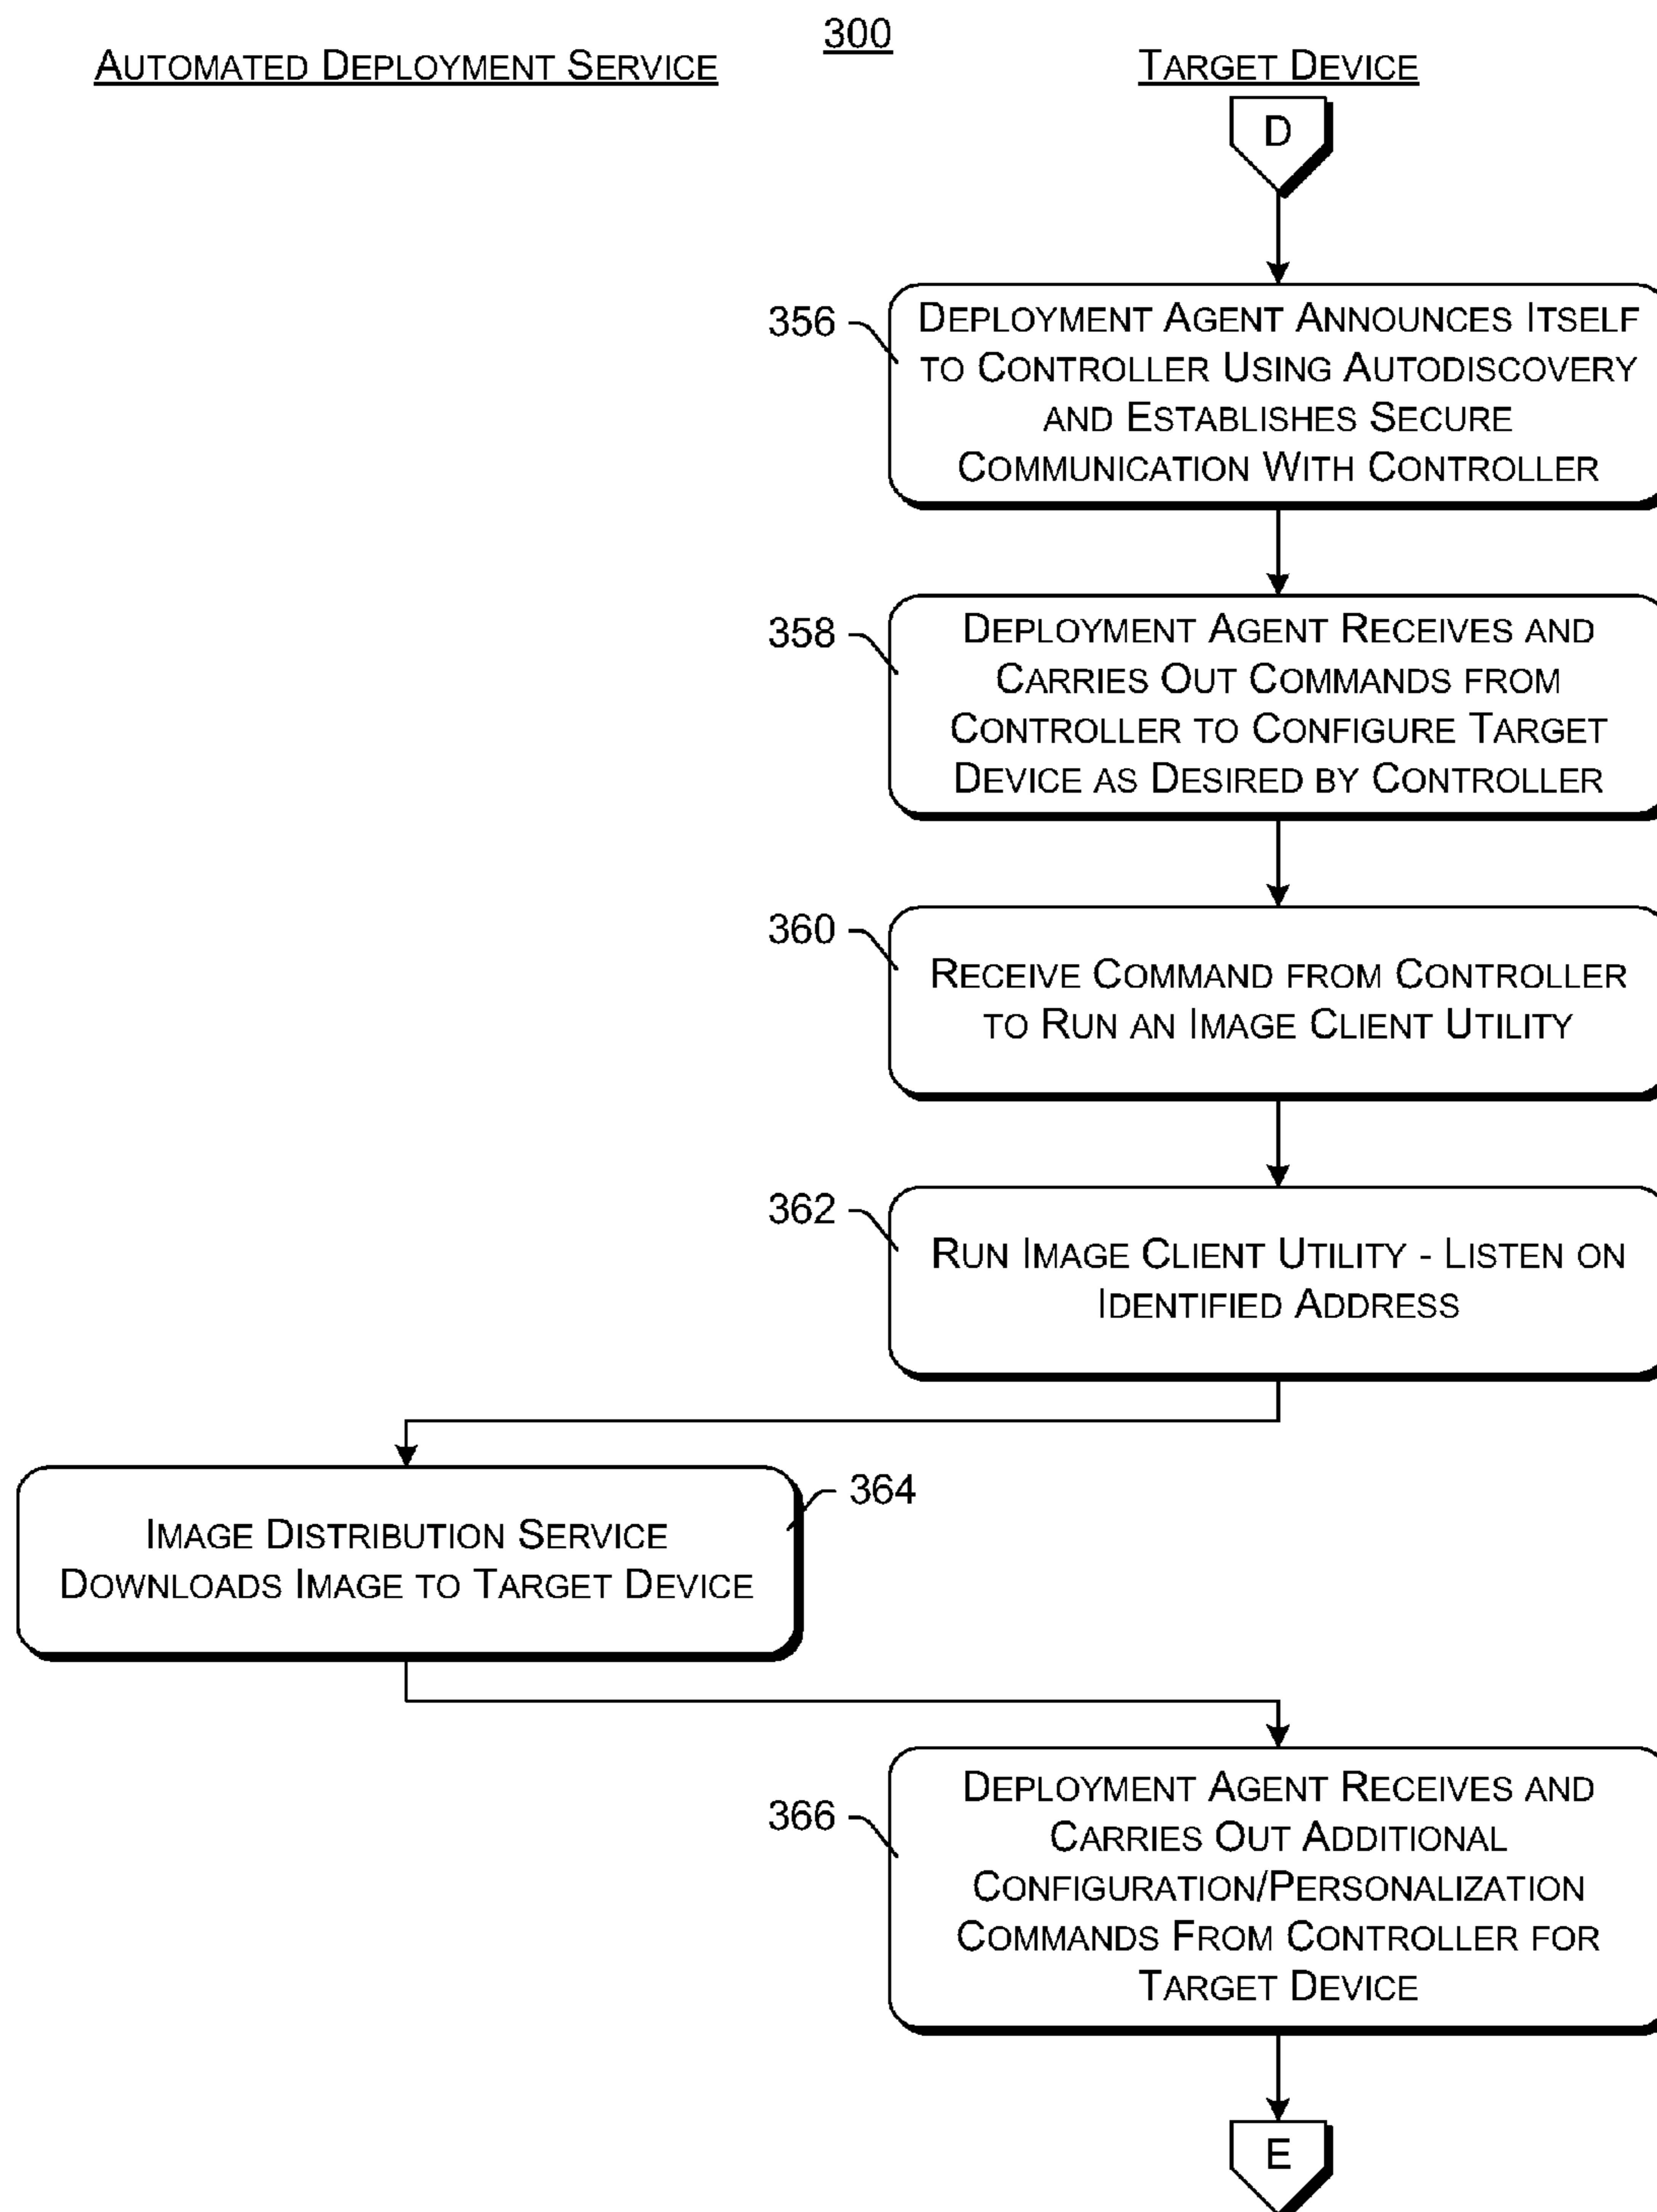 300
AUTOMATED DEPLOYMENT SERVICE
TARGET DEVICE
D
356
DEPLOYMENT AGENT ANNOUNCES ITSELF
TO CONTROLLER USING AUTODISCOVERY
AND ESTABLISHES SECURE
COMMUNICATION WITH CONTROLLER
358
DEPLOYMENT AGENT RECEIVES AND
CARRIES OUT COMMANDS FROM
CONTROLLER TO CONFIGURE TARGET
DEVICE AS DESIRED BY CONTROLLER
360
RECEIVE COMMAND FROM CONTROLLER
TO RUN AN IMAGE CLIENT UTILITY
362
RUN IMAGE CLIENT UTILITY - LISTEN ON
IDENTIFIED ADDRESS
364
IMAGE DISTRIBUTION SERVICE
DOWNLOADS IMAGE TO TARGET DEVICE
366
DEPLOYMENT AGENT RECEIVES AND
CARRIES OUT ADDITIONAL
CONFIGURATION/PERSONALIZATION
COMMANDS FROM CONTROLLER FOR
TARGET DEVICE
E